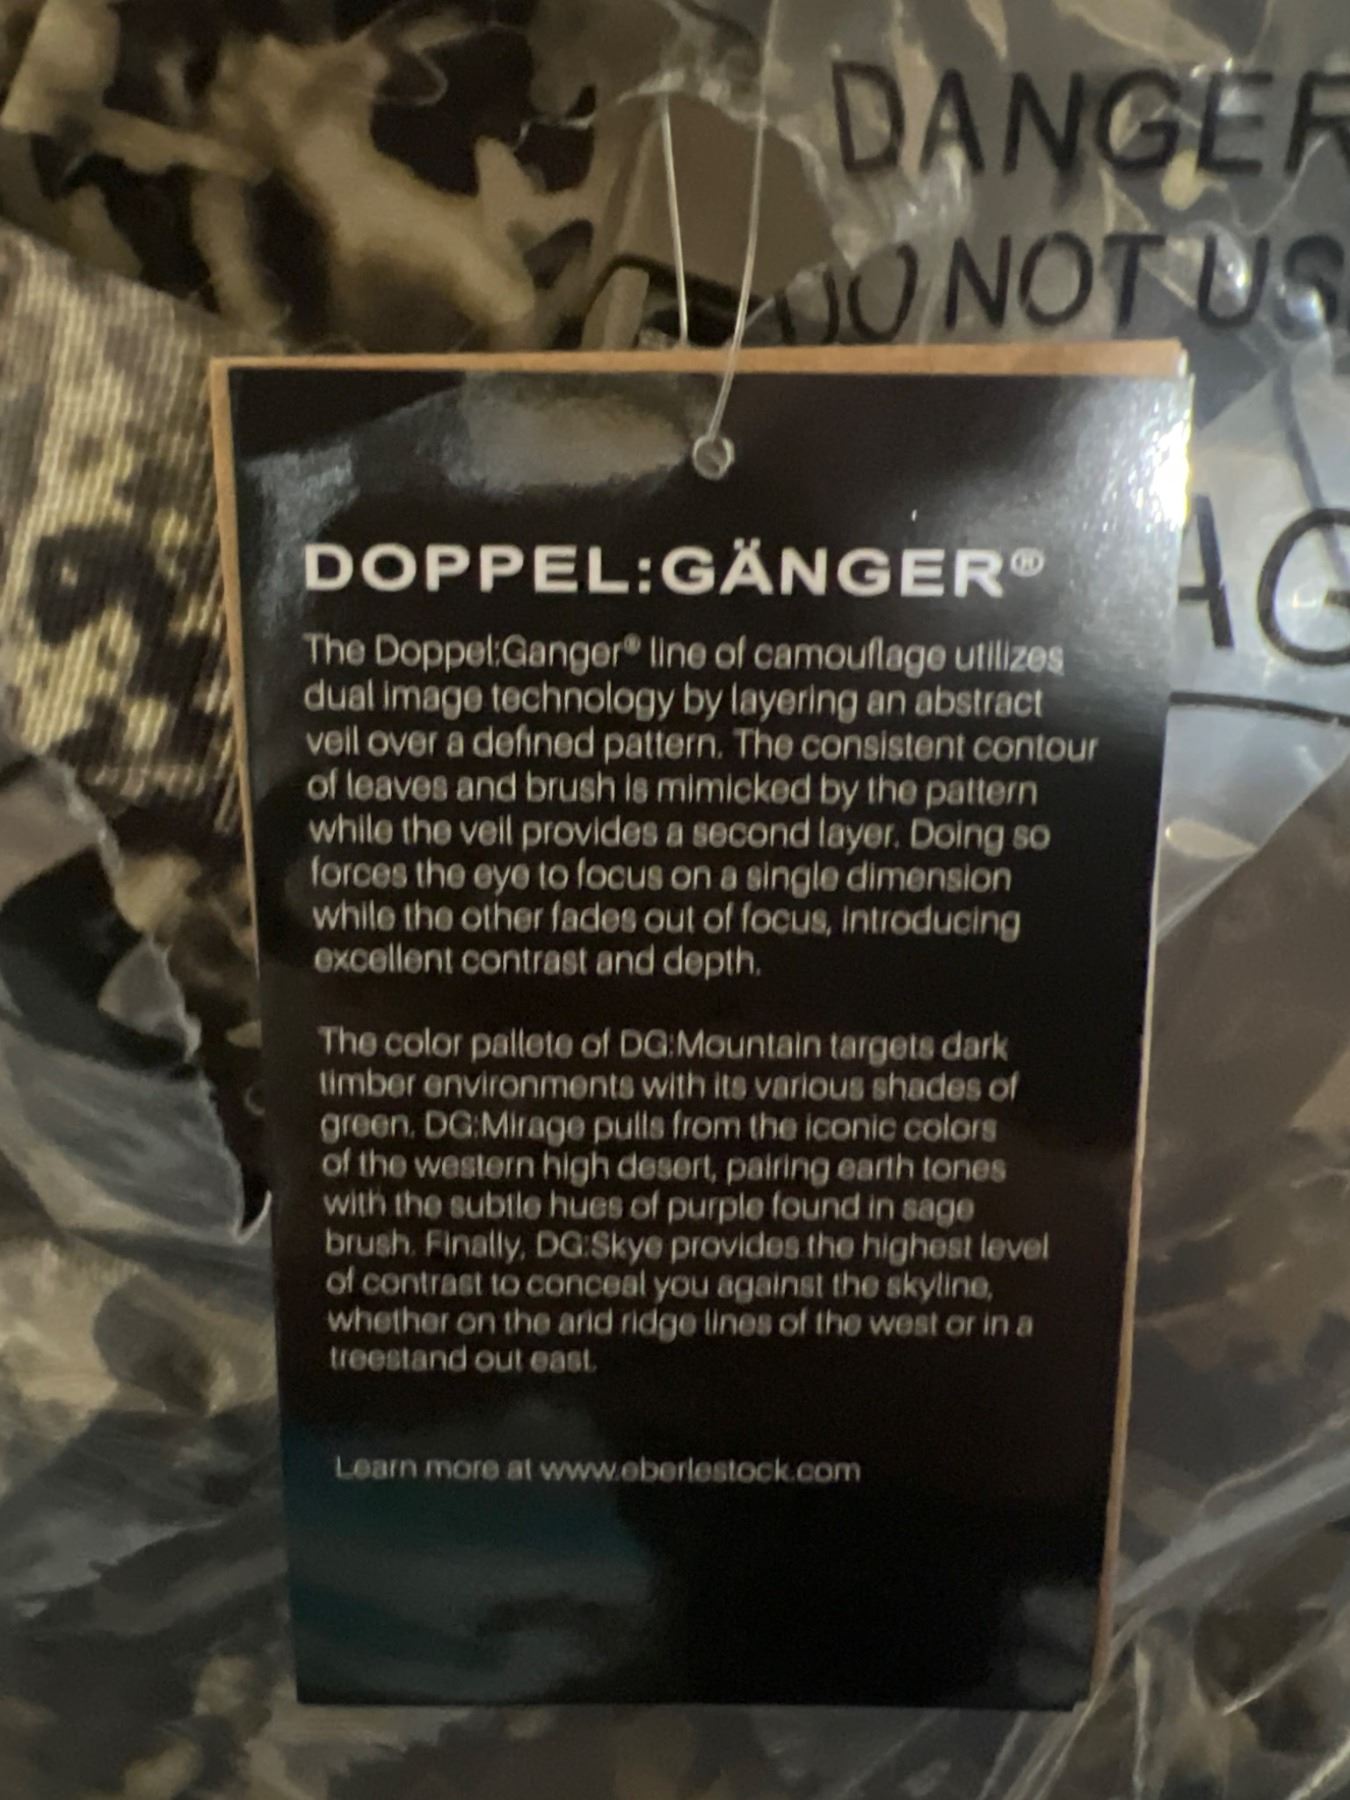 DANGER
DO NOT US
AG
DOPPEL:GÄNGER®
The Doppel:Ganger® line of camouflage utilizes
dual image technology by layering an abstract
veil over a defined pattern. The consistent contour
of leaves and brush is mimicked by the pattern
while the veil provides a second layer. Doing so
forces the eye to focus on a single dimension
while the other fades out of focus, introducing
excellent contrast and depth.
The color pallete of DG:Mountain targets dark
timber environments with its various shades of
green. DG:Mirage pulls from the iconic colors
of the western high desert, pairing earth tones
with the subtle hues of purple found in sage
brush. Finally, DG:Skye provides the highest level
of contrast to conceal you against the skyline,
whether on the arid ridge lines of the west or in a
treestand out east.
Learn more at www.eberlestock.com